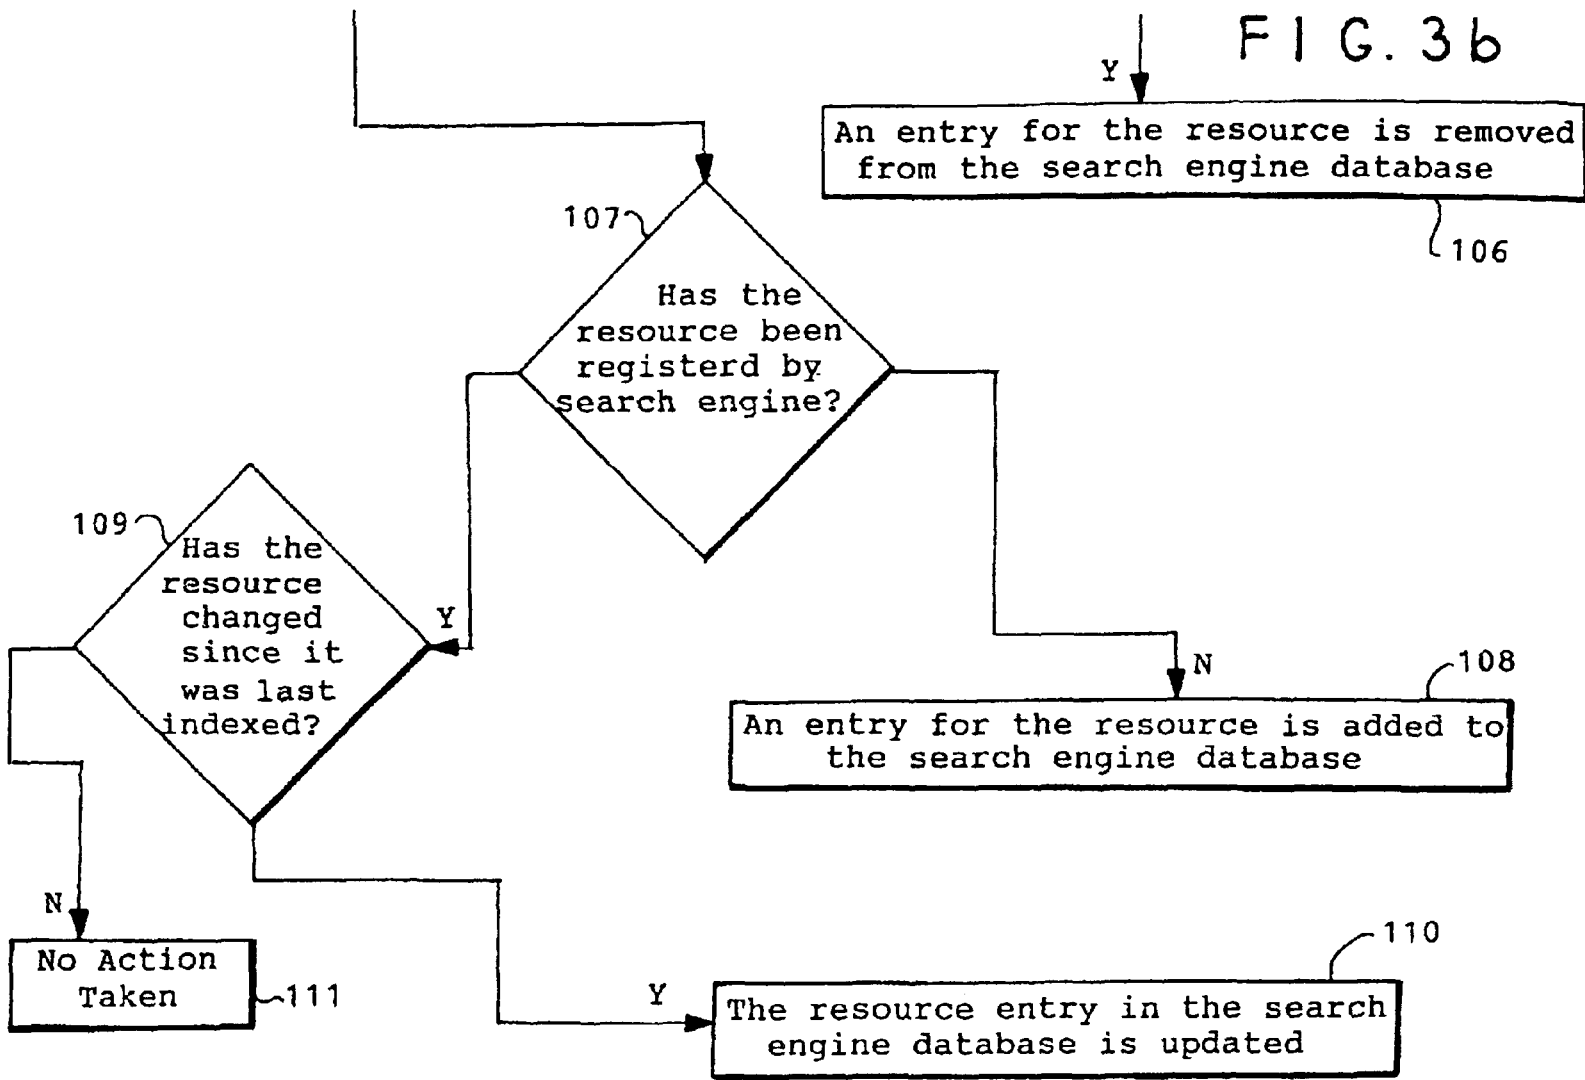 FIG. 3b
Y
An entry for the resource is removed
from the search engine database
106
107
Has the
resource been
registerd by
search engine?
109
Has the
resource
changed
since it
was last
indexed?
Y
N
108
An entry for the resource is added to
the search engine database
N
No Action
Taken
111
Y
110
The resource entry in the search
engine database is updated